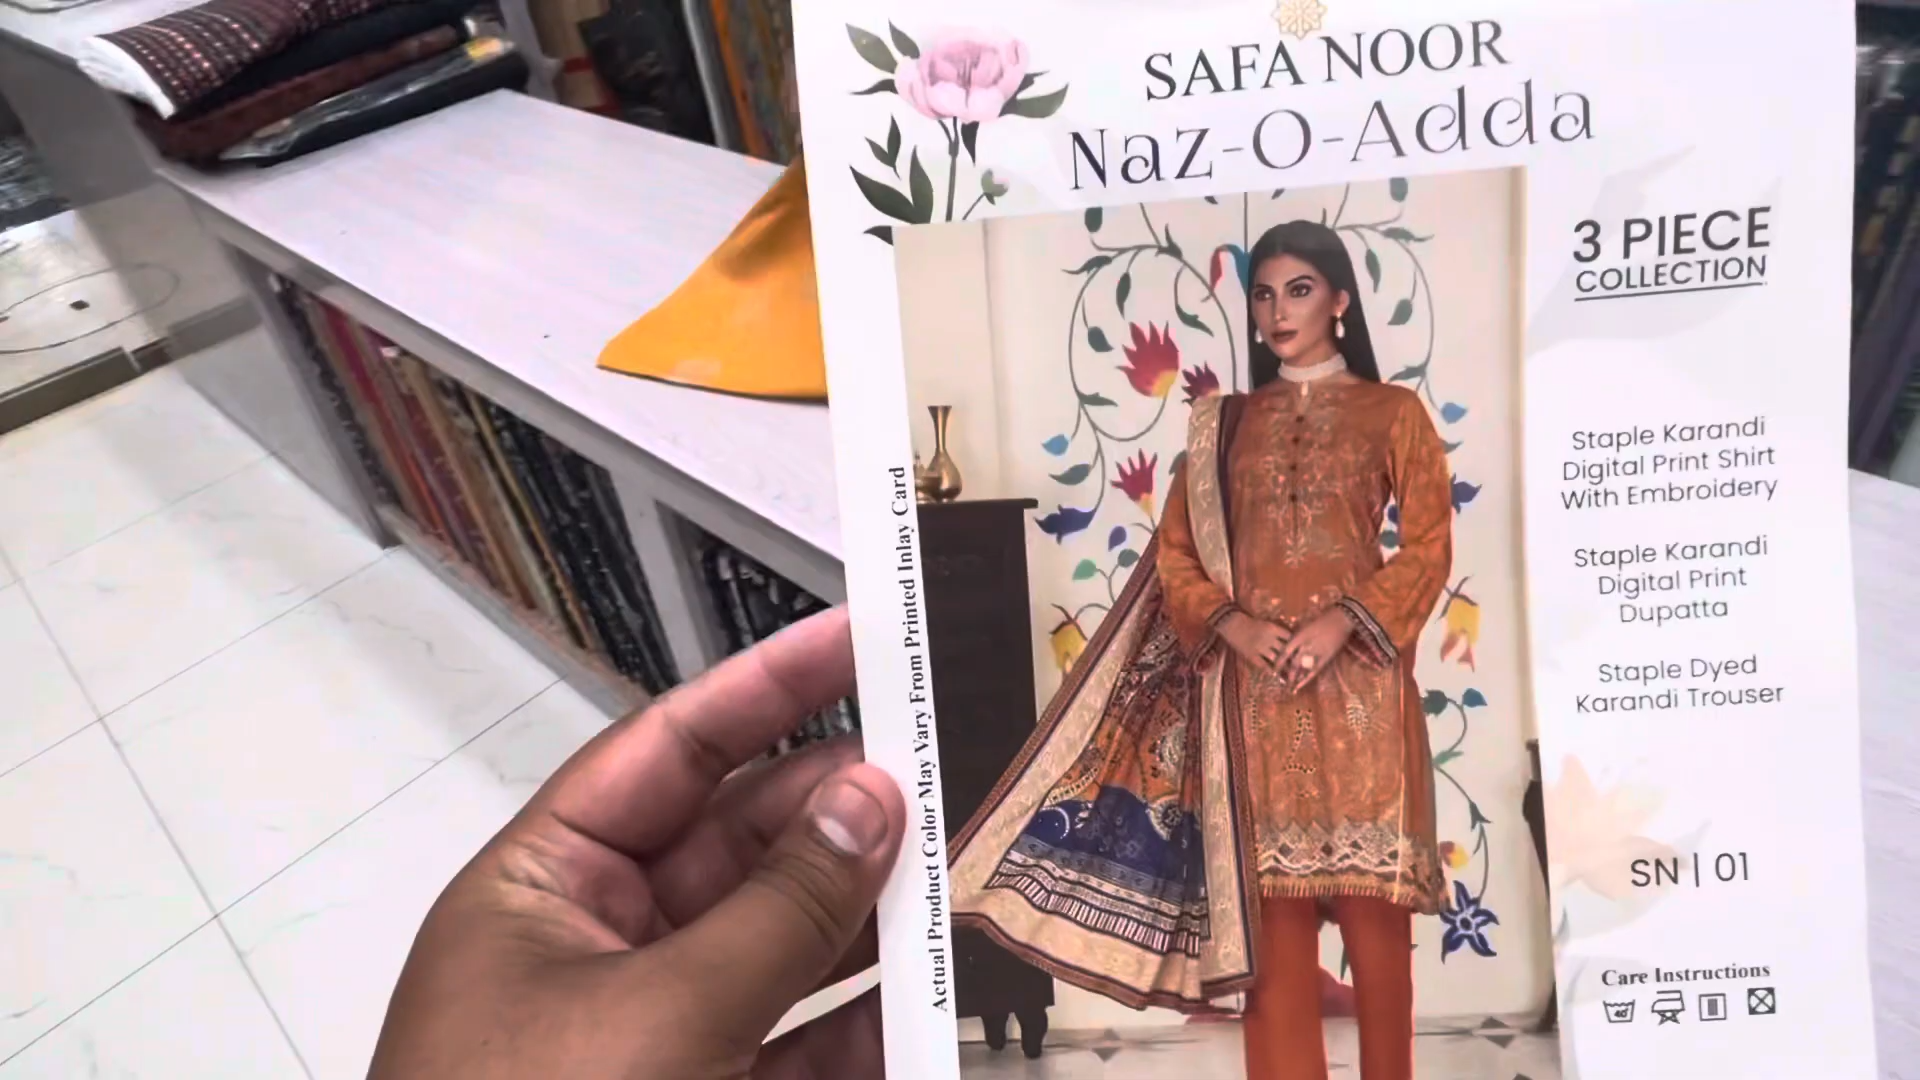 SAFA NOOR
Naz-O-Adda
3 PIECE
COLLECTION
Staple Karandi
Digital Print Shirt
With Embroidery
Staple Karandi
Digital Print
Dupatta
Staple Dyed
Karandi Trouser
SN | 01
Care Instructions
40
Actual Product Color May Vary From Printed Inlay Card